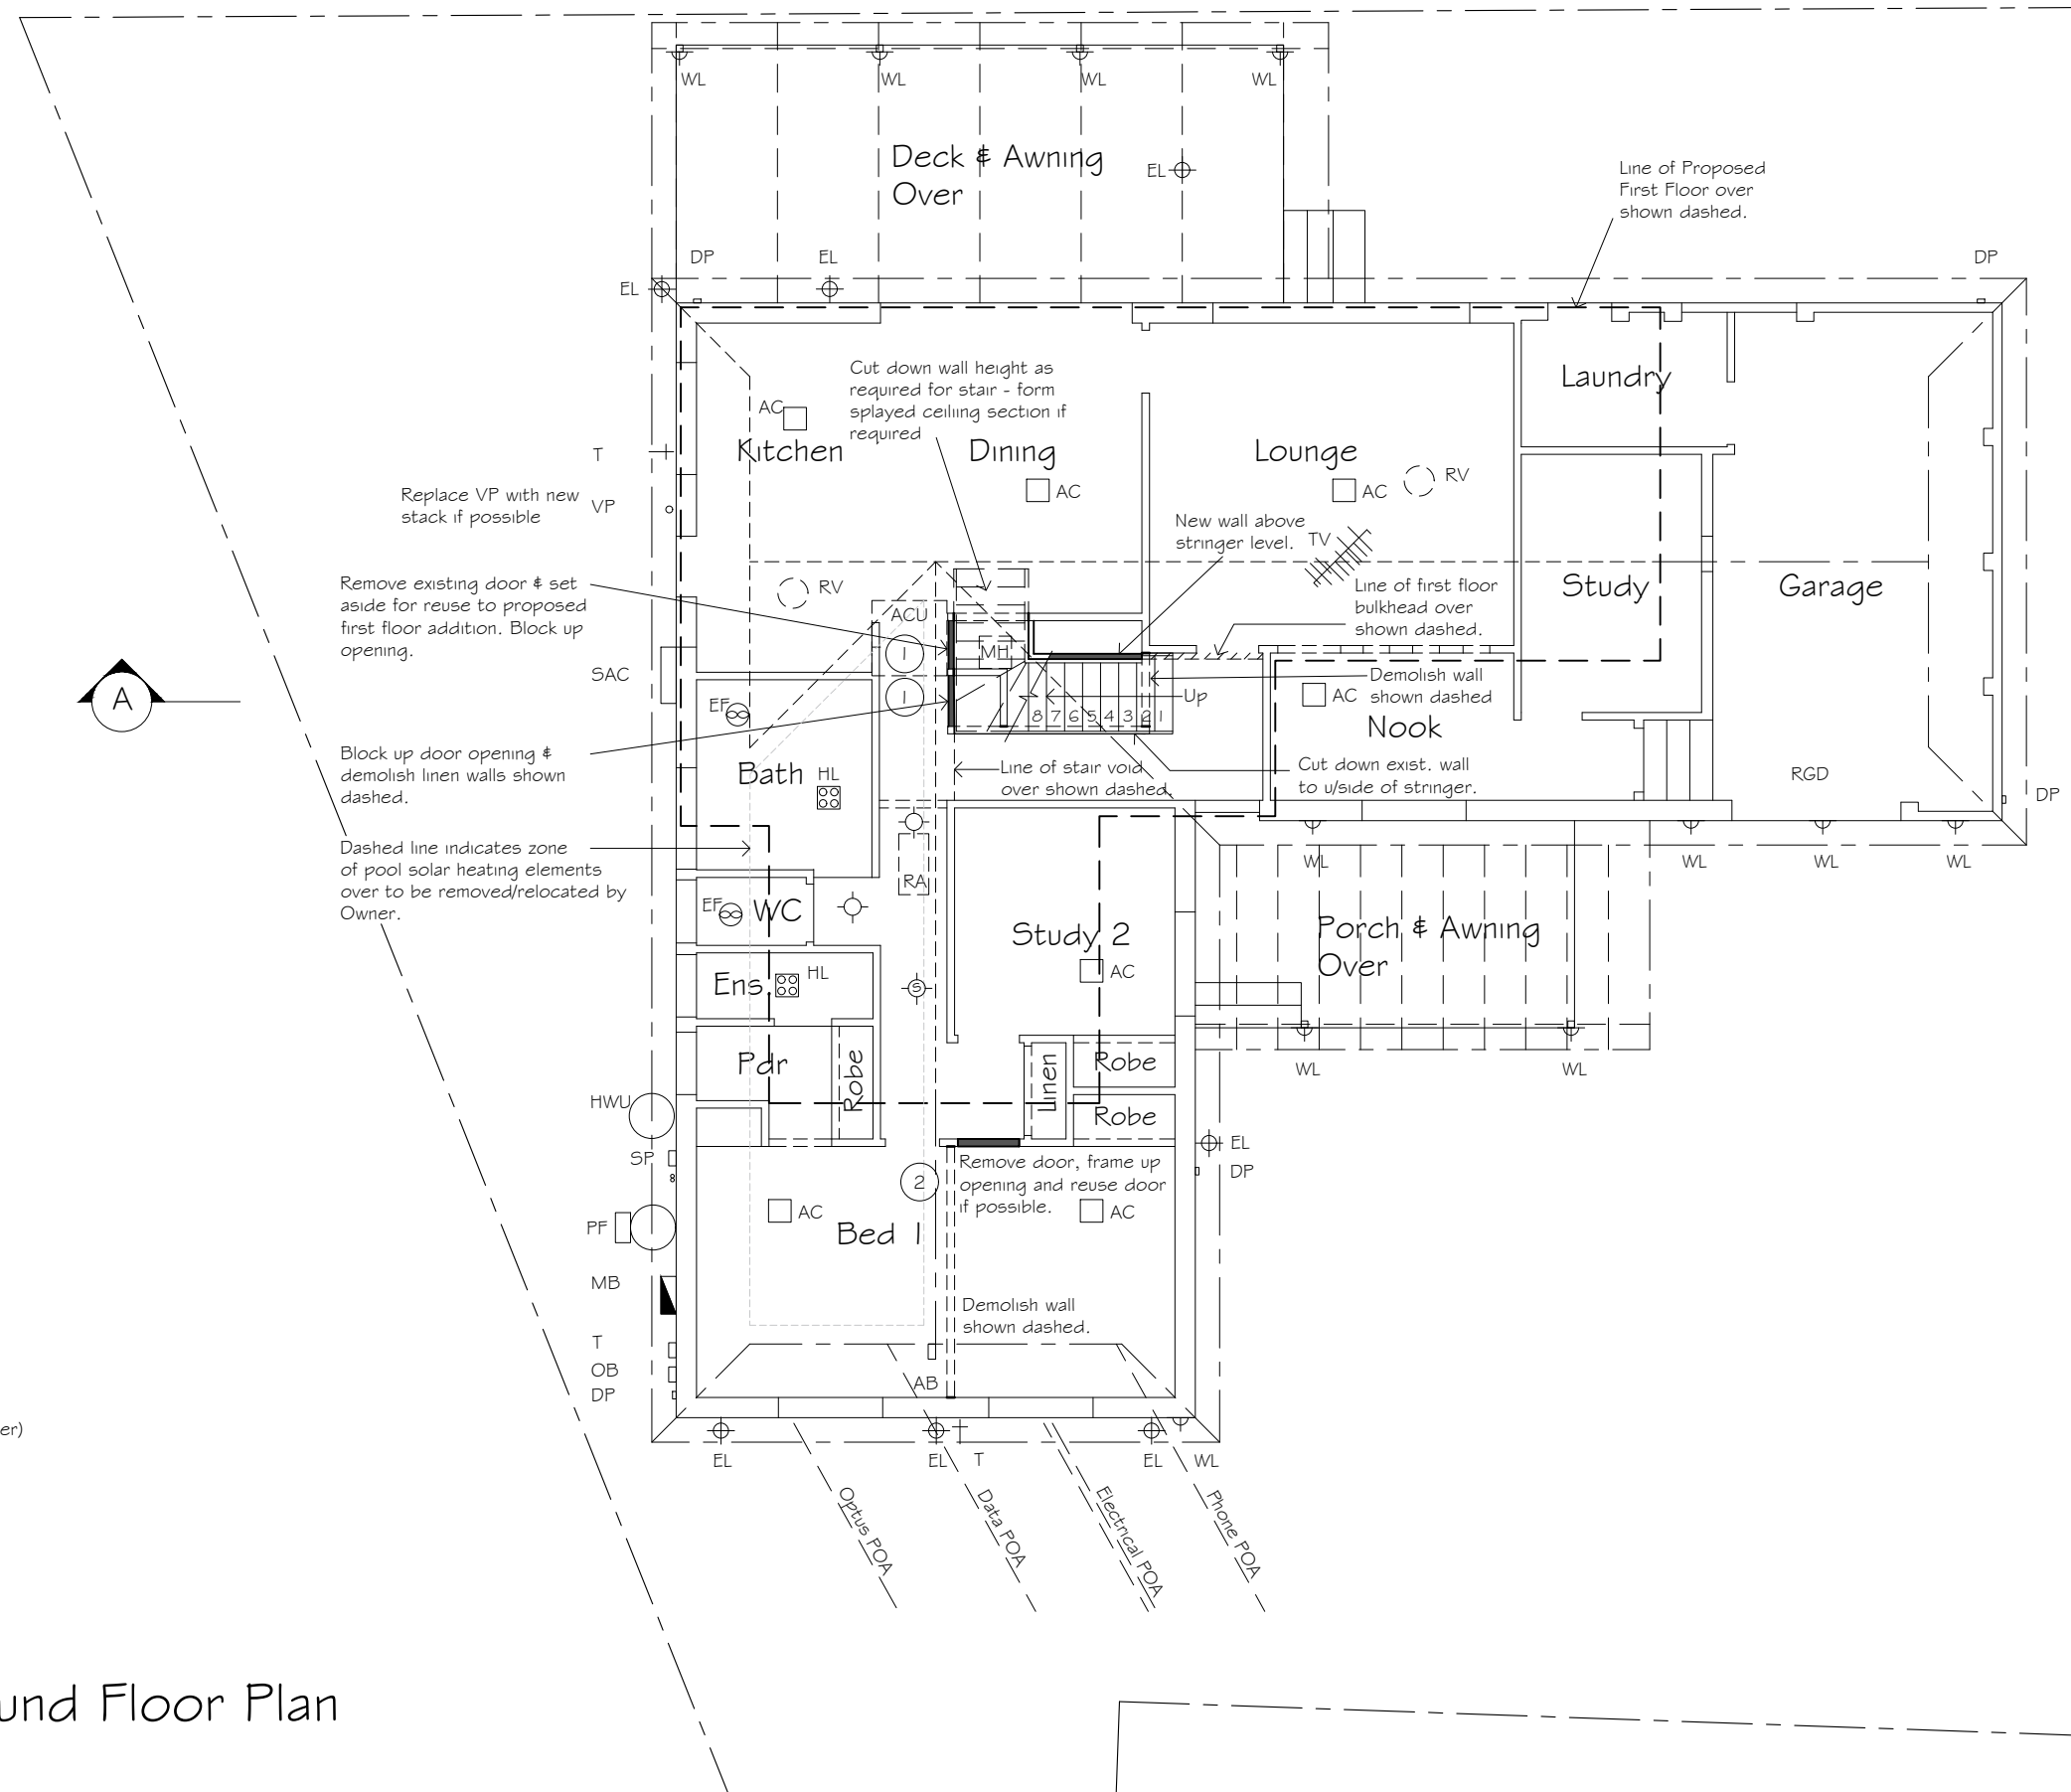 WL
WL
WL
WL
Deck & Awning
Over
EL
Line of Proposed
First Floor over
shown dashed.
DP
EL
DP
EL
Cut down wall height as
required for stair - form
splayed ceiling section if
required
Laundry
AC
Kitchen
Dining
Lounge
T
RV
AC
AC
Replace VP with new
stack if possible
VP
New wall above
stringer level.
TV
Remove existing door & set
aside for reuse to proposed
first floor addition. Block up
opening.
RV
ACU
Line of first floor
bulkhead over
shown dashed.
Study
Garage
1
MH
SAC
A
EF
1
8 7 6 5 4 3 2 1
Up
Demolish wall
shown dashed
AC
Nook
Block up door opening &
demolish linen walls shown
dashed.
Bath
HL
Line of stair void
over shown dashed.
Cut down exist. wall
to u/side of stringer.
RGD
DP
Dashed line indicates zone
of pool solar heating elements
over to be removed/relocated by
Owner.
WL
WL
WL
WL
RA
EF
WC
Study 2
AC
Porch & Awning
Over
Ens
HL
S
Pdr
Robe
Linen
Robe
WL
WL
HWU
Robe
SP
EL
DP
2
Remove door, frame up
opening and reuse door
if possible.
AC
AC
PF
Bed 1
MB
Demolish wall
shown dashed.
T
OB
DP
AB
er)
EL
EL
T
EL
WL
Optus POA
Data POA
Electrical POA
Phone POA
und Floor Plan